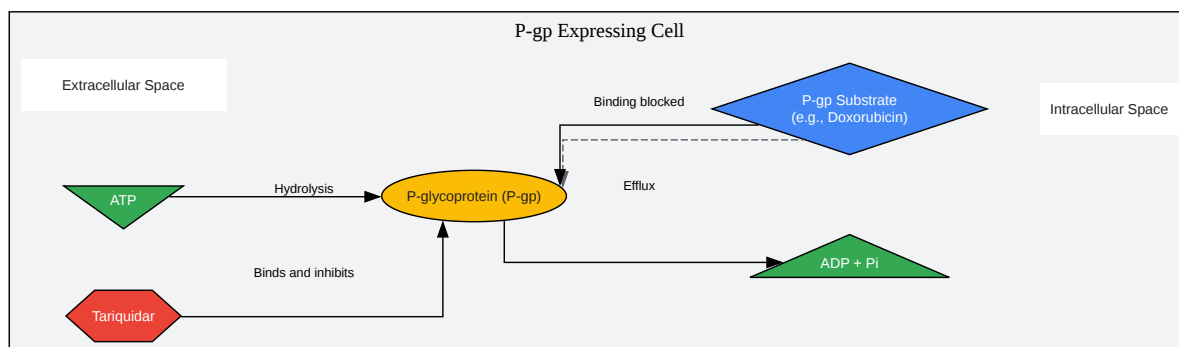 P-gp Expressing Cell
Extracellular Space
Binding blocked
P-gp Substrate
(e.g., Doxorubicin)
Intracellular Space
Hydrolysis
Efflux
ATP
P-glycoprotein (P-gp)
Binds and inhibits
ADP + Pi
Tariquidar